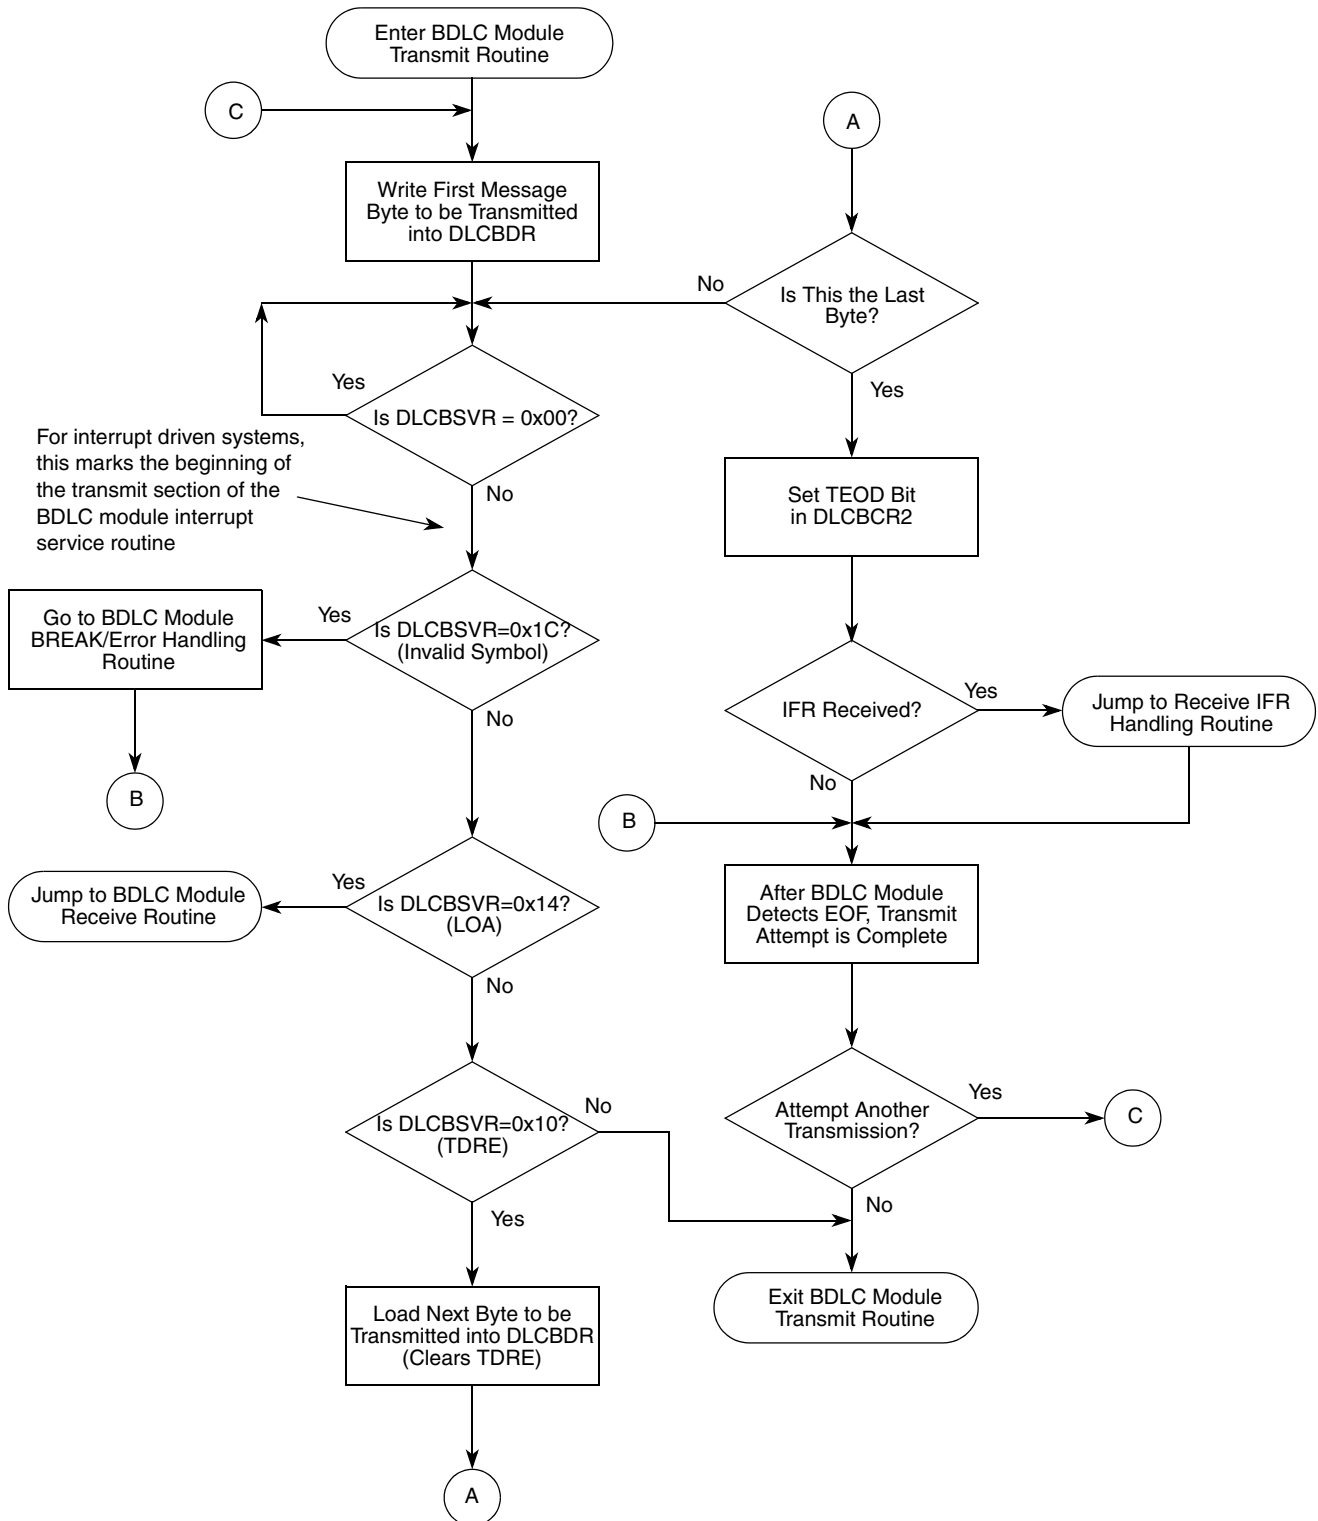 Enter BDLC Module
Transmit Routine
C
Write First Message
Byte to be Transmitted
into DLCBDR
Yes
Is DLCBSVR = 0x00?
No
For interrupt driven systems,
this marks the beginning of
the transmit section of the
BDLC module interrupt
service routine
Yes
Is DLCBSVR=0x1C?
(Invalid Symbol)
No
Go to BDLC Module
BREAK/Error Handling
Routine
B
Yes
Is DLCBSVR=0x14?
(LOA)
No
Jump to BDLC Module
Receive Routine
Is DLCBSVR=0x10?
(TDRE)
No
Yes
Load Next Byte to be
Transmitted into DLCBDR
(Clears TDRE)
A
A
No
Is This the Last
Byte?
Yes
Set TEOD Bit
in DLCBCR2
IFR Received?
Yes
Jump to Receive IFR
Handling Routine
No
B
After BDLC Module
Detects EOF, Transmit
Attempt is Complete
Attempt Another
Transmission?
Yes
C
No
Exit BDLC Module
Transmit Routine